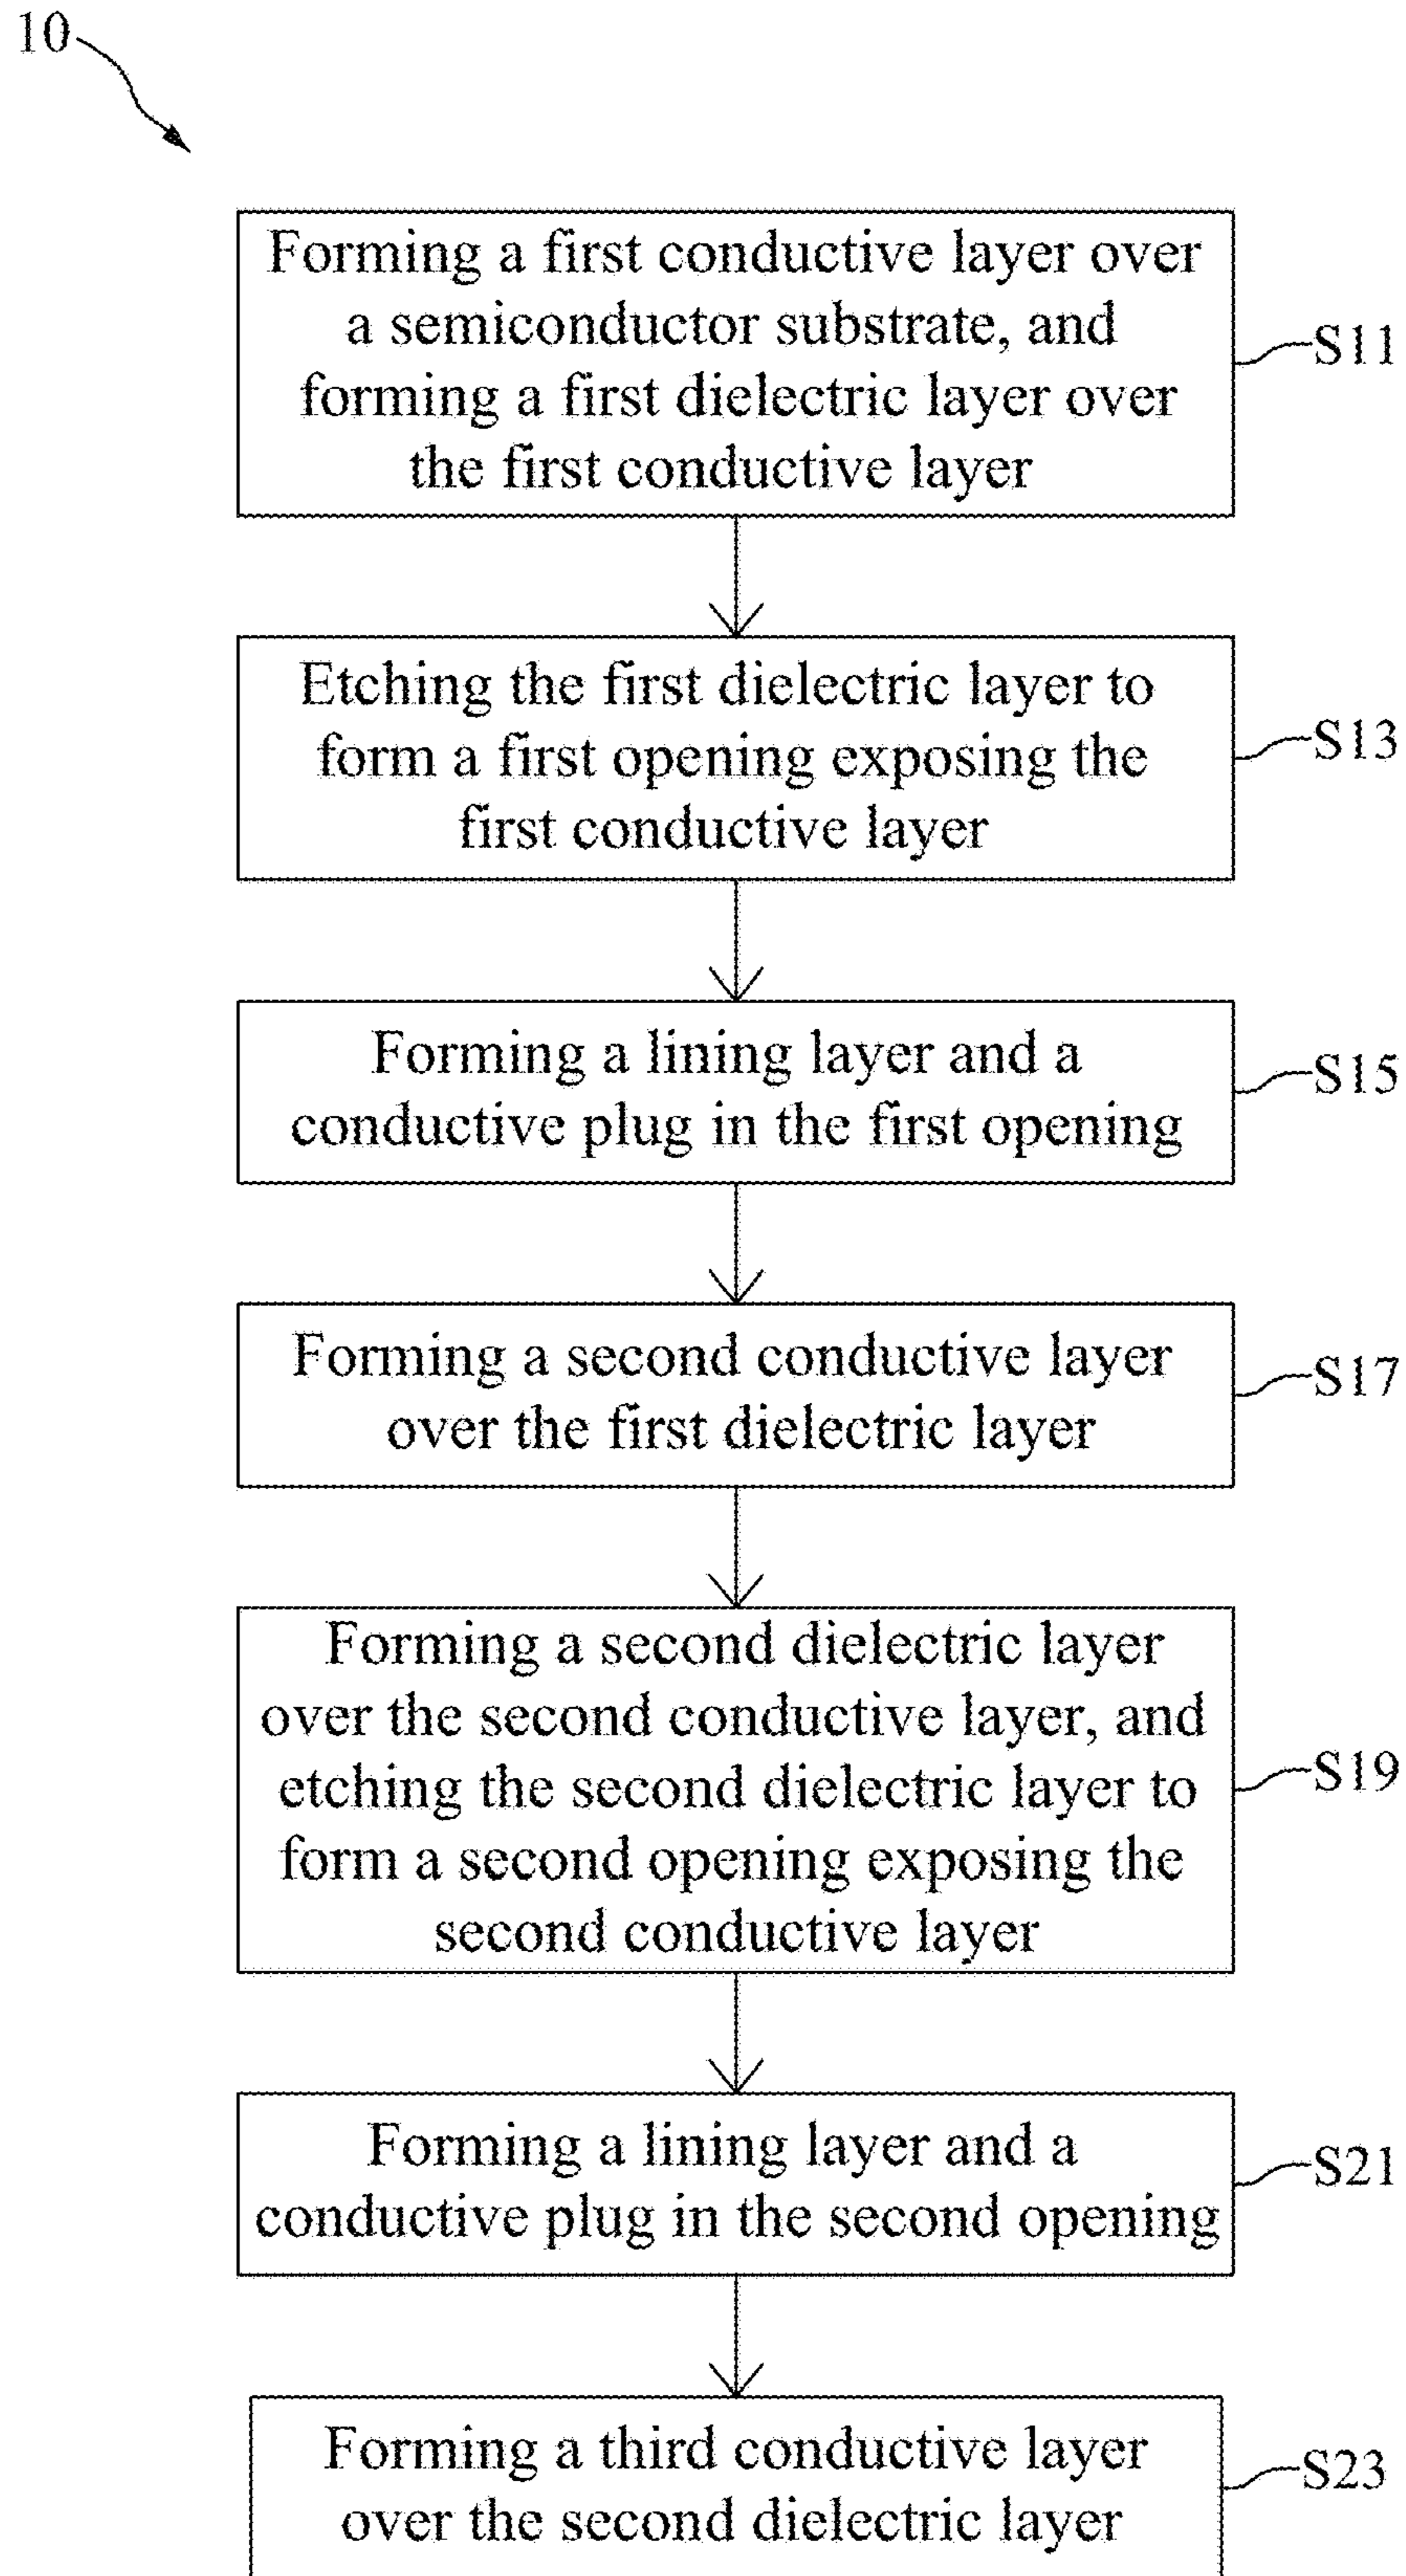 10
Forming a first conductive layer over
a semiconductor substrate, and
forming a first dielectric layer over
the first conductive layer
S11
Etching the first dielectric layer to
form a first opening exposing the
first conductive layer
S13
Forming a lining layer and a
conductive plug in the first opening
S15
Forming a second conductive layer
over the first dielectric layer
S17
Forming a second dielectric layer
over the second conductive layer, and
etching the second dielectric layer to
form a second opening exposing the
second conductive layer
S19
Forming a lining layer and a
conductive plug in the second opening
S21
Forming a third conductive layer
over the second dielectric layer
S23